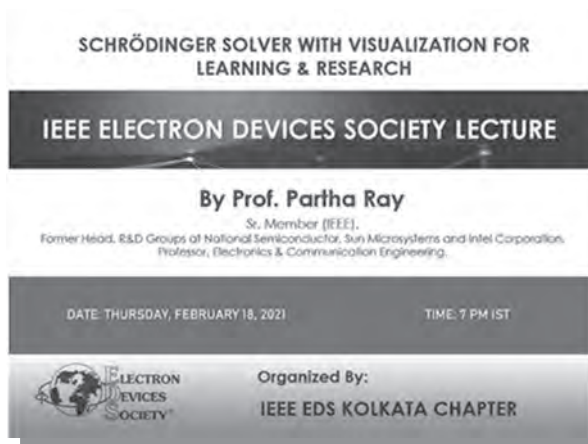 SCHRÖDINGER SOLVER WITH VISUALIZATION FOR
LEARNING & RESEARCH
IEEE ELECTRON DEVICES SOCIETY LECTURE
By Prof. Partha Ray
Sr. Member (IEEE),
Former Head, R&D Groups at National Semiconductor, Sun Microsystems and Intel Corporation,
Professor, Electronics & Communication Engineering.
DATE: THURSDAY, FEBRUARY 18, 2021
TIME: 7 PM IST
ELECTRON
DEVICES
SOCIETY®
Organized By:
IEEE EDS KOLKATA CHAPTER